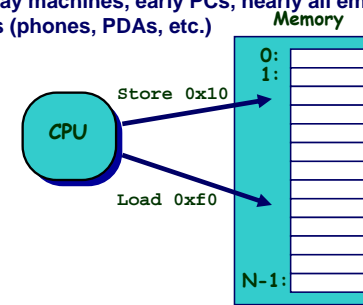 ay machines, early PCs, nearly all em
s (phones, PDAs, etc.)
Memory
0:
1:
Store 0x10
CPU
Load 0xf0
N-1: